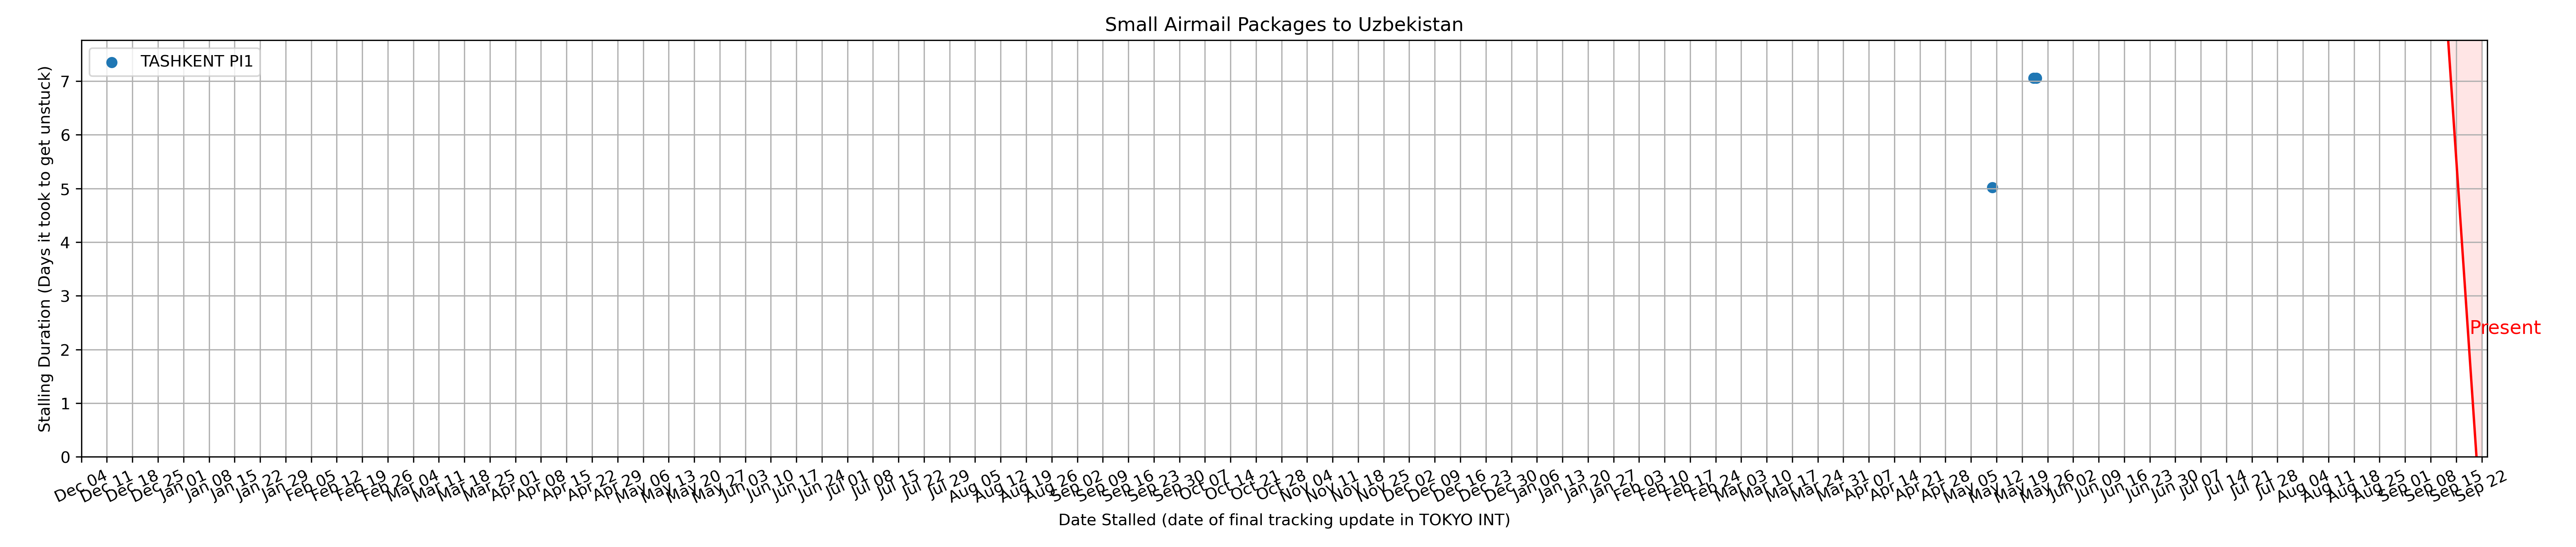 Small Airmail Packages to Uzbekistan
TASHKENT PI1
Stalling Duration (Days it took to get unstuck)
7
6
5
4
3
2
1
0
Present
Dec 04 Dec 11 Dec 18 Dec 25 Jan 01 Jan 08 Jan 15 Jan 22 Jan 29 Feb 05 Feb 12 Feb 19 Feb 26 Mar 04 Mar 11 Mar 18 Mar 25 Apr 01 Apr 08 Apr 15 Apr 22 Apr 29 May 06 May 13 May 20 May 27 Jun 03 Jun 10 Jun 17 Jun 24 Jul 01 Jul 08 Jul 15 Jul 22 Jul 29 Aug 05 Aug 12 Aug 19 Aug 26 Sep 02 Sep 09 Sep 16 Sep 23 Sep 30 Oct 07 Oct 14 Oct 21 Oct 28 Nov 04 Nov 11 Nov 18 Nov 25 Dec 02 Dec 09 Dec 16 Dec 23 Dec 30 Jan 06 Jan 13 Jan 20 Jan 27 Feb 03 Feb 10 Feb 17 Feb 24 Mar 03 Mar 10 Mar 17 Mar 24 Mar 31 Apr 07 Apr 14 Apr 21 Apr 28 May 05 May 12 May 19 May 26 Jun 02 Jun 09 Jun 16 Jun 23 Jun 30 Jul 07 Jul 14 Jul 21 Jul 28 Aug 04 Aug 11 Aug 18 Aug 25 Sep 01 Sep 08 Sep 15 Sep 22
Date Stalled (date of final tracking update in TOKYO INT)